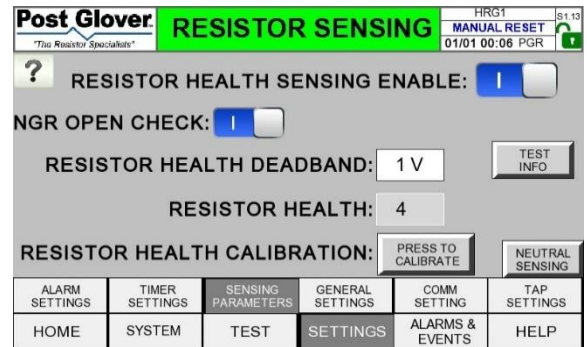 Post Glover.
"The Resistor Specialists"
RESISTOR SENSING
HRG1
MANUAL RESET
01/01 00:06 PGR
S1.13
?
RESISTOR HEALTH SENSING ENABLE: I
NGR OPEN CHECK: I
RESISTOR HEALTH DEADBAND: 1 V
TEST
INFO
RESISTOR HEALTH: 4
RESISTOR HEALTH CALIBRATION:
PRESS TO
CALIBRATE
NEUTRAL
SENSING
ALARM
SETTINGS
TIMER
SETTINGS
SENSING
PARAMETERS
GENERAL
SETTINGS
COMM
SETTING
TAP
SETTINGS
HOME
SYSTEM
TEST
SETTINGS
ALARMS &
EVENTS
HELP